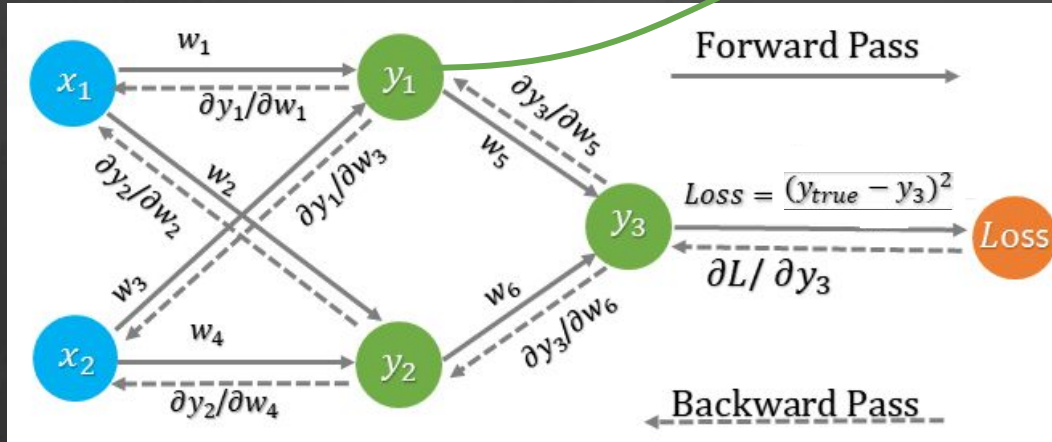 w₁
Forward Pass
x₁
y₁
∂y₁/∂w₁
∂y₃/∂w₅
w₂
∂y₁/∂w₃
w₅
∂y₂/∂w₂
Loss = (y_true − y₃)²
y₃
Loss
w₃
w₆
∂L/ ∂y₃
w₄
x₂
y₂
∂y₃/∂w₆
∂y₂/∂w₄
Backward Pass